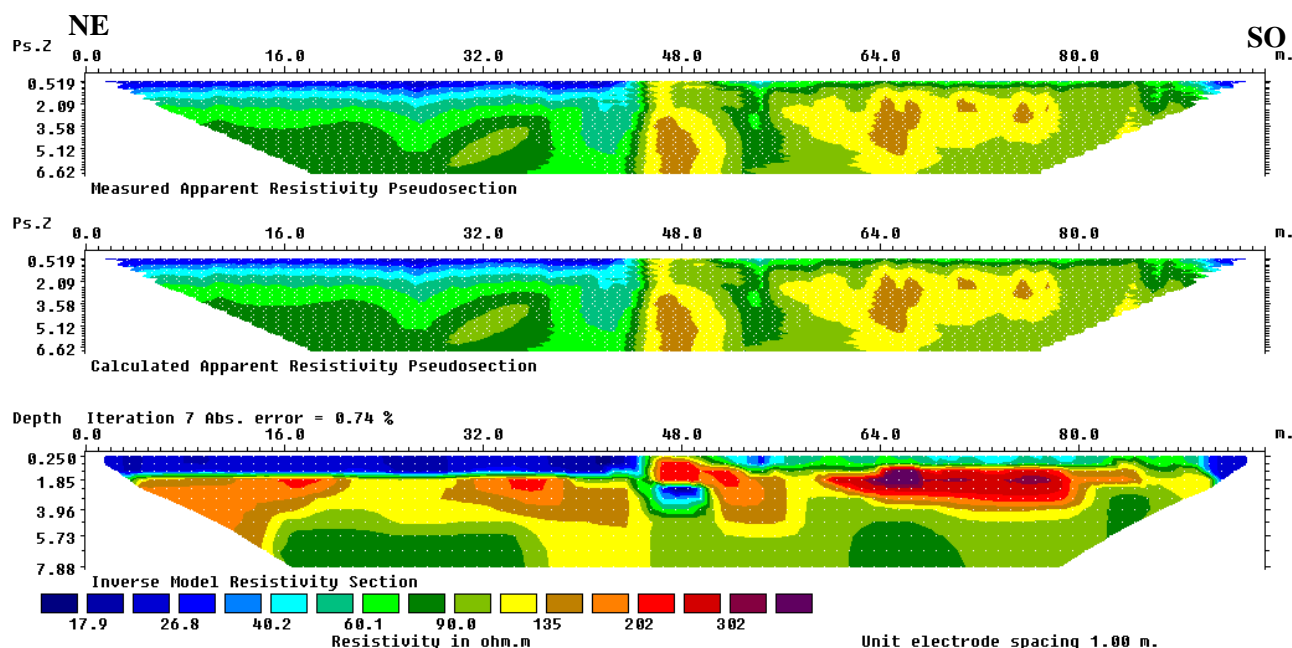 NE
SO
Ps.Z 0.0 16.0 32.0 48.0 64.0 80.0 m.
0.519
2.09
3.58
5.12
6.62
Measured Apparent Resistivity Pseudosection
Ps.Z 0.0 16.0 32.0 48.0 64.0 80.0 m.
0.519
2.09
3.58
5.12
6.62
Calculated Apparent Resistivity Pseudosection
Depth Iteration 7 Abs. error = 0.74 %
0.0 16.0 32.0 48.0 64.0 80.0 m.
0.250
1.85
3.96
5.73
7.88
Inverse Model Resistivity Section
17.9 26.8 40.2 60.1 90.0 135 202 302
Resistivity in ohm.m Unit electrode spacing 1.00 m.